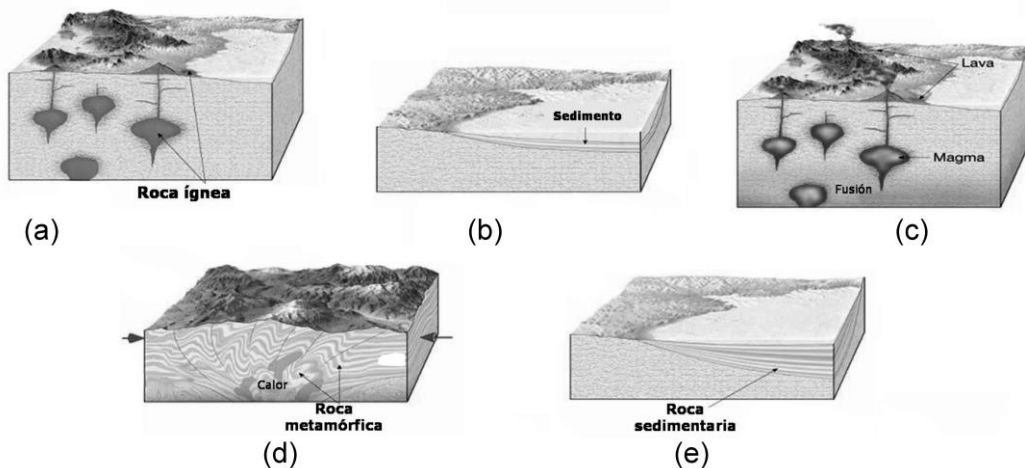 Roca ígnea
(a)
Sedimento
(b)
Lava
Magma
Fusión
(c)
Calor
Roca
metamórfica
(d)
Roca
sedimentaria
(e)